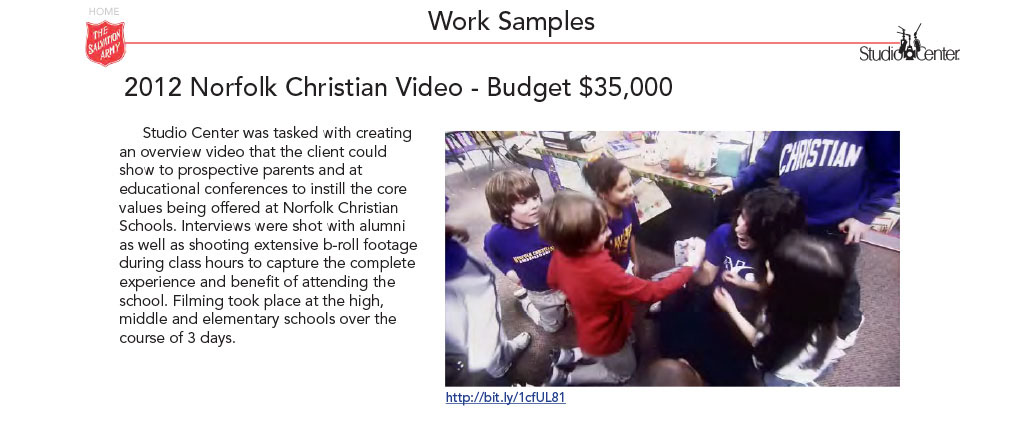 HOME
Work Samples
THE
SALVATION
ARMY
Studio Center
2012 Norfolk Christian Video - Budget $35,000
Studio Center was tasked with creating
an overview video that the client could
show to prospective parents and at
educational conferences to instill the core
values being offered at Norfolk Christian
Schools. Interviews were shot with alumni
as well as shooting extensive b-roll footage
during class hours to capture the complete
experience and benefit of attending the
school. Filming took place at the high,
middle and elementary schools over the
course of 3 days.
CHRISTIAN
NORFOLK CHRISTIAN
http://bit.ly/1cfUL81